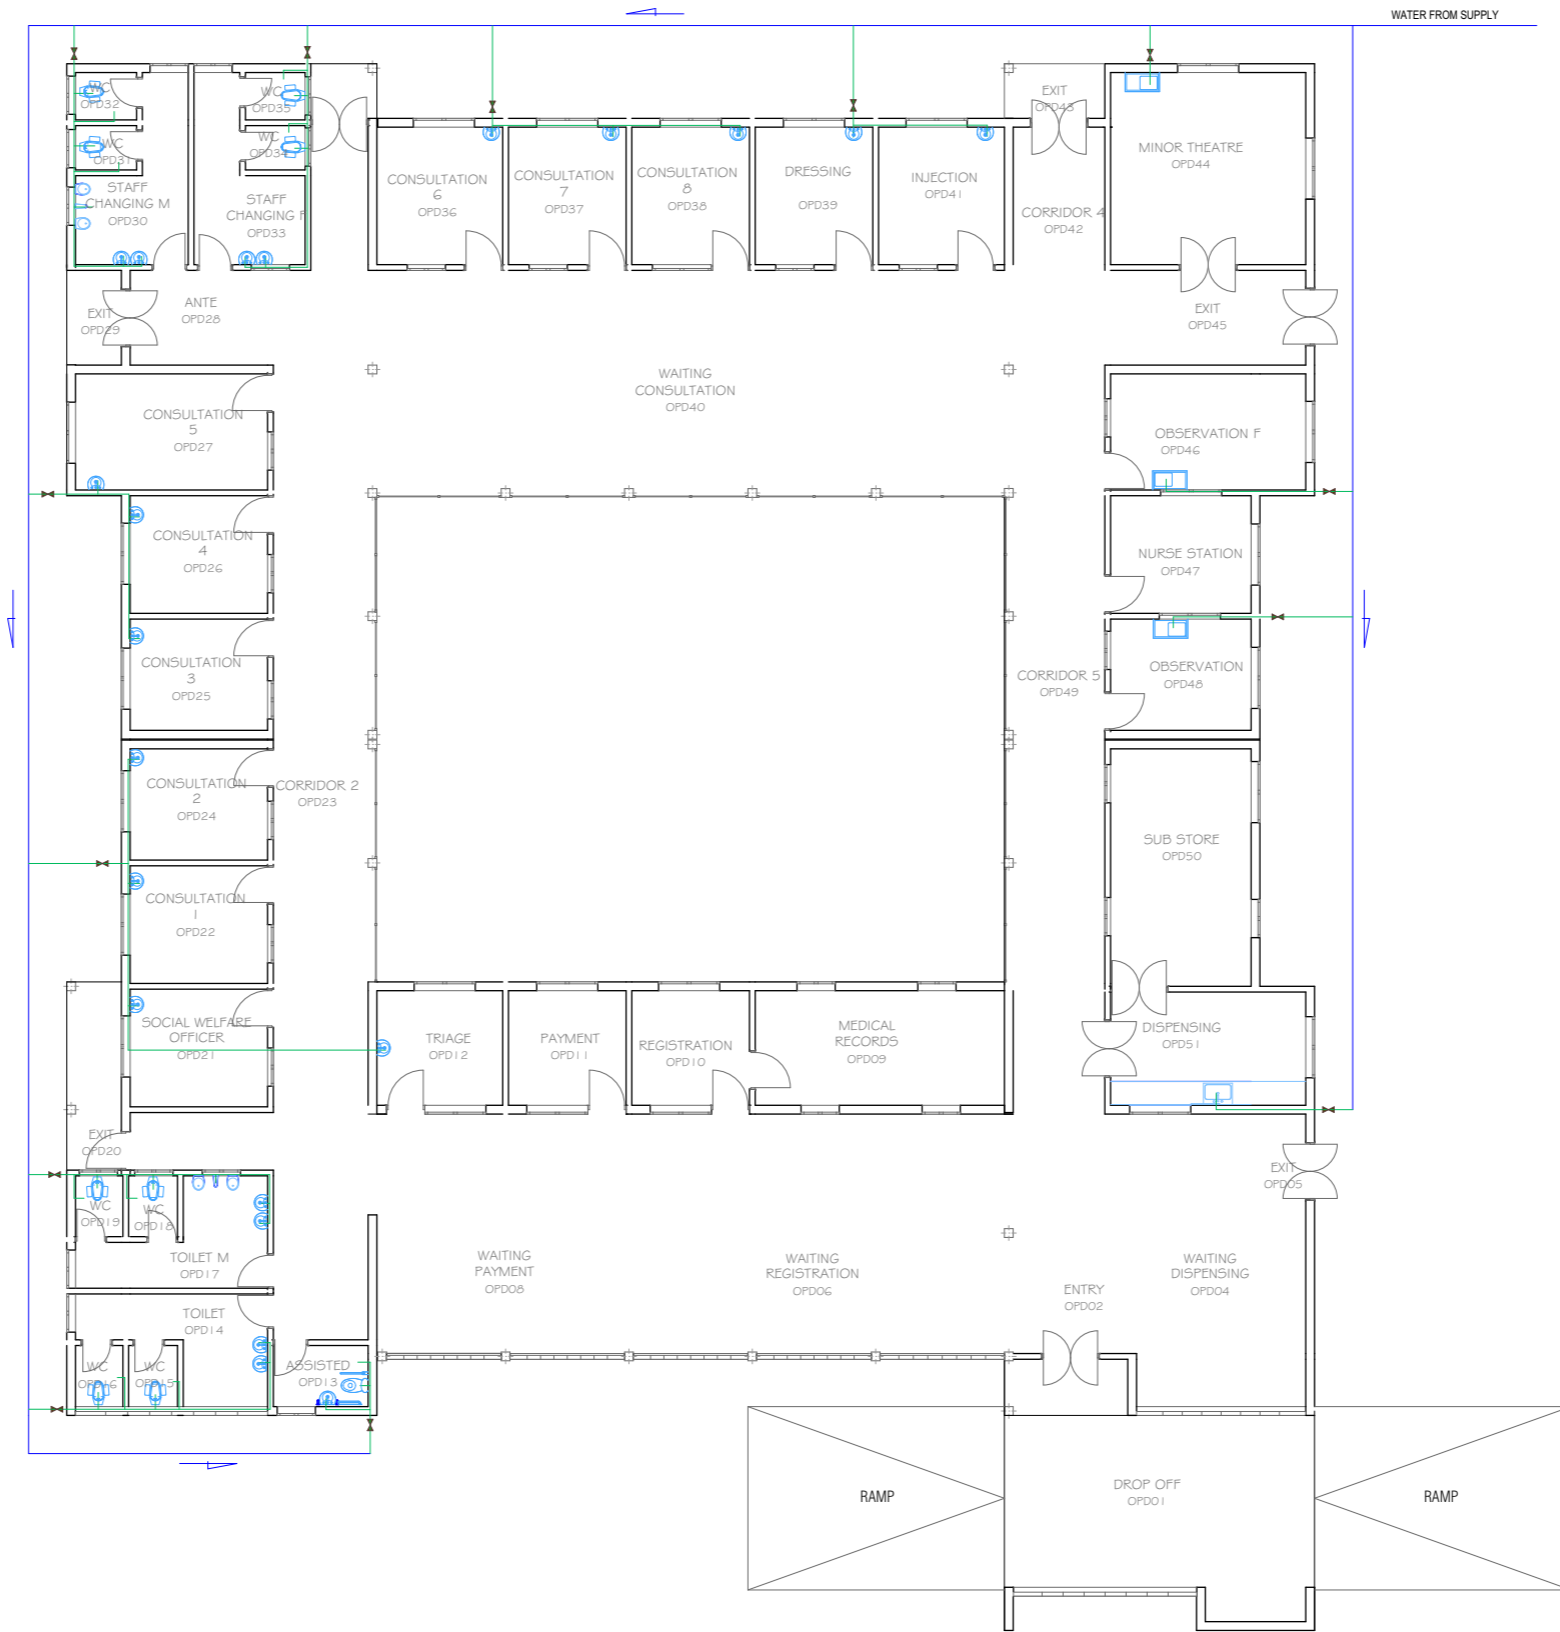 WATER FROM SUPPLY
WC
OPD32
WC
OPD31
STAFF
CHANGING M
OPD30
WC
OPD35
WC
OPD34
STAFF
CHANGING F
OPD33
CONSULTATION
6
OPD36
CONSULTATION
7
OPD37
CONSULTATION
8
OPD38
DRESSING
OPD39
INJECTION
OPD41
EXIT
OPD43
CORRIDOR 4
OPD42
MINOR THEATRE
OPD44
EXIT
OPD29
ANTE
OPD28
EXIT
OPD45
WAITING
CONSULTATION
OPD40
CONSULTATION
5
OPD27
OBSERVATION F
OPD46
CONSULTATION
4
OPD26
NURSE STATION
OPD47
CONSULTATION
3
OPD25
CORRIDOR 5
OPD49
OBSERVATION
OPD48
CONSULTATION
2
OPD24
CORRIDOR 2
OPD23
SUB STORE
OPD50
CONSULTATION
1
OPD22
SOCIAL WELFARE
OFFICER
OPD21
TRIAGE
OPD12
PAYMENT
OPD11
REGISTRATION
OPD10
MEDICAL
RECORDS
OPD09
DISPENSING
OPD51
EXIT
OPD20
EXIT
OPD05
WC
OPD19
WC
OPD18
TOILET M
OPD17
WAITING
PAYMENT
OPD08
WAITING
REGISTRATION
OPD06
ENTRY
OPD02
WAITING
DISPENSING
OPD04
TOILET
OPD14
WC
OPD16
WC
OPD15
ASSISTED
OPD13
RAMP
DROP OFF
OPD01
RAMP